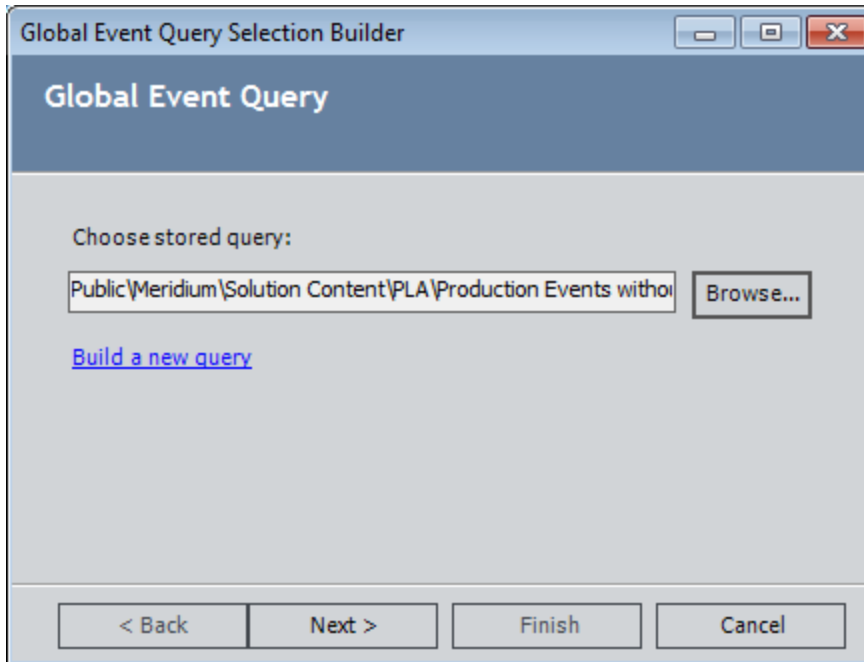 Global Event Query Selection Builder
Global Event Query
Choose stored query:
Public\Meridium\Solution Content\PLA\Production Events withou
Browse...
Build a new query
< Back
Next >
Finish
Cancel